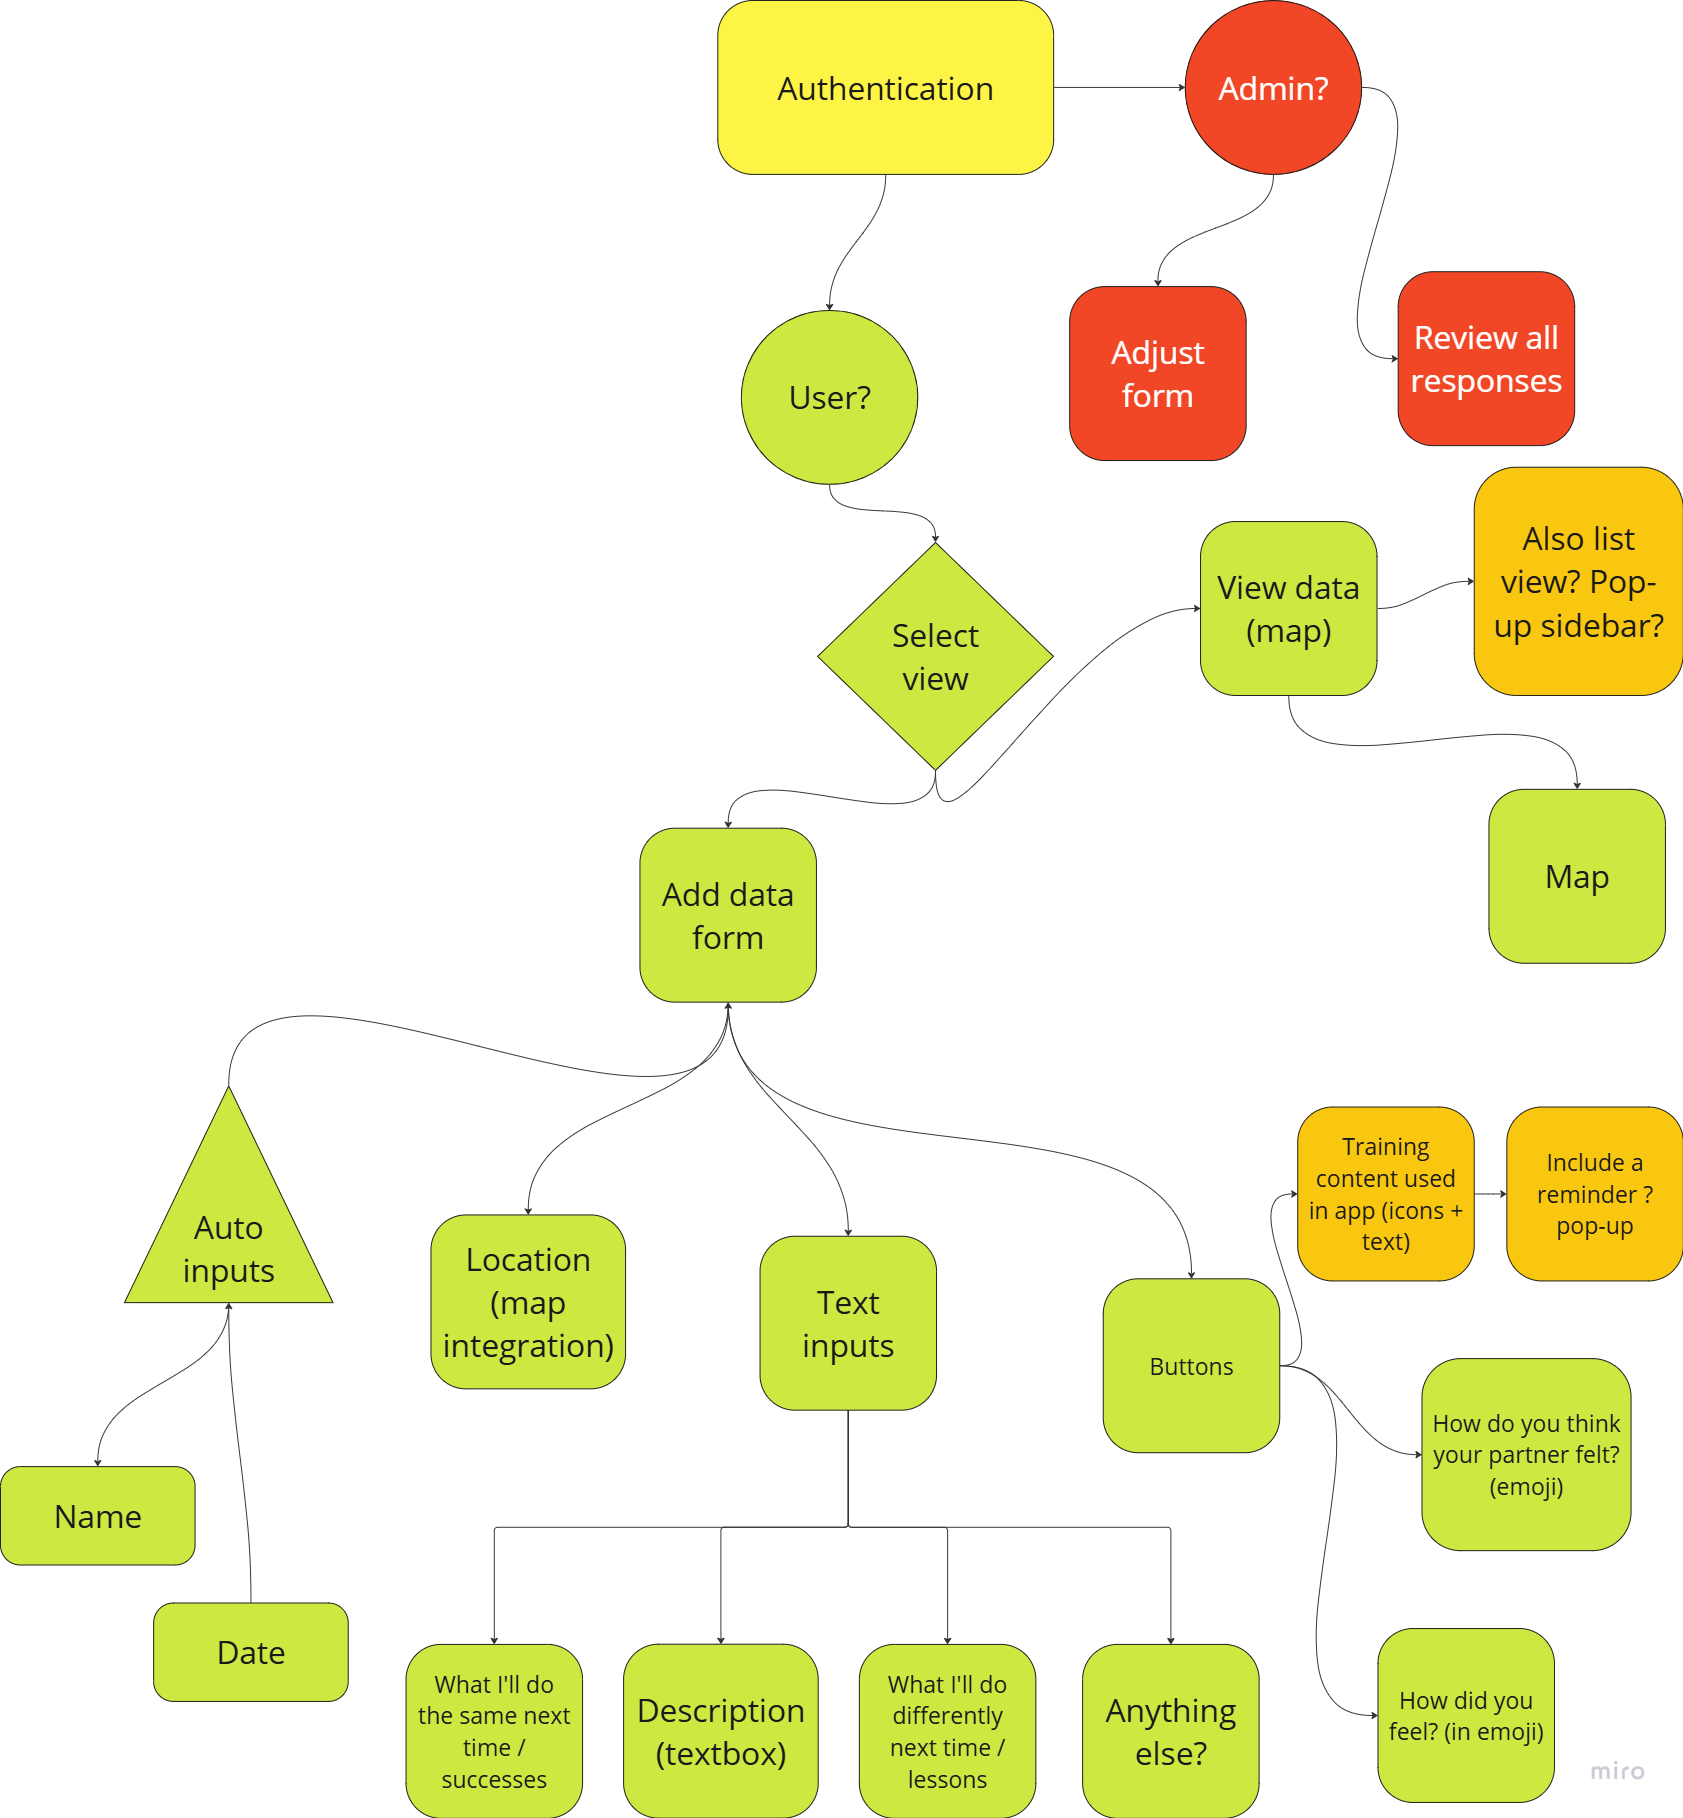 Authentication
Admin?
User?
Adjust
form
Review all
responses
Select
view
View data
(map)
Also list
view? Pop-
up sidebar?
Map
Add data
form
Auto
inputs
Location
(map
integration)
Text
inputs
Buttons
Training
content used
in app (icons +
text)
Include a
reminder ?
pop-up
How do you think
your partner felt?
(emoji)
How did you
feel? (in emoji)
Name
Date
What I'll do
the same next
time /
successes
Description
(textbox)
What I'll do
differently
next time /
lessons
Anything
else?
miro